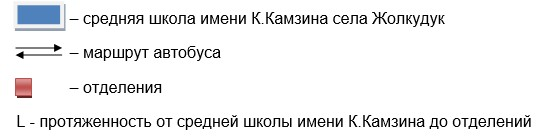 – средняя школа имени К.Камзина села Жолкудук
– маршрут автобуса
– отделения
L - протяженность от средней школы имени К.Камзина до отделений